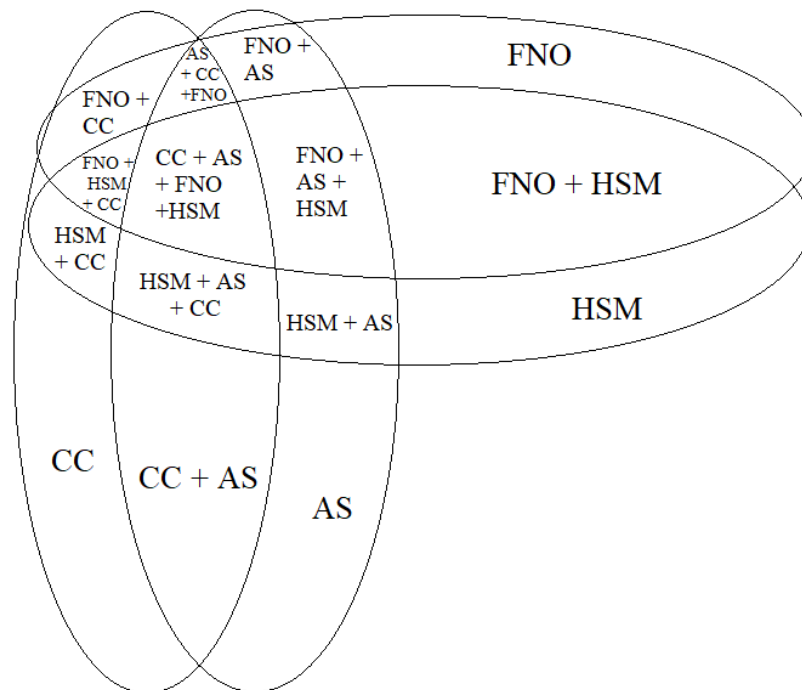 FNO +
AS
AS
+ CC
+FNO
FNO
FNO +
CC
FNO +
HSM
+ CC
CC + AS
+ FNO
+HSM
FNO +
AS +
HSM
FNO + HSM
HSM
+ CC
HSM + AS
+ CC
HSM + AS
HSM
CC
CC + AS
AS